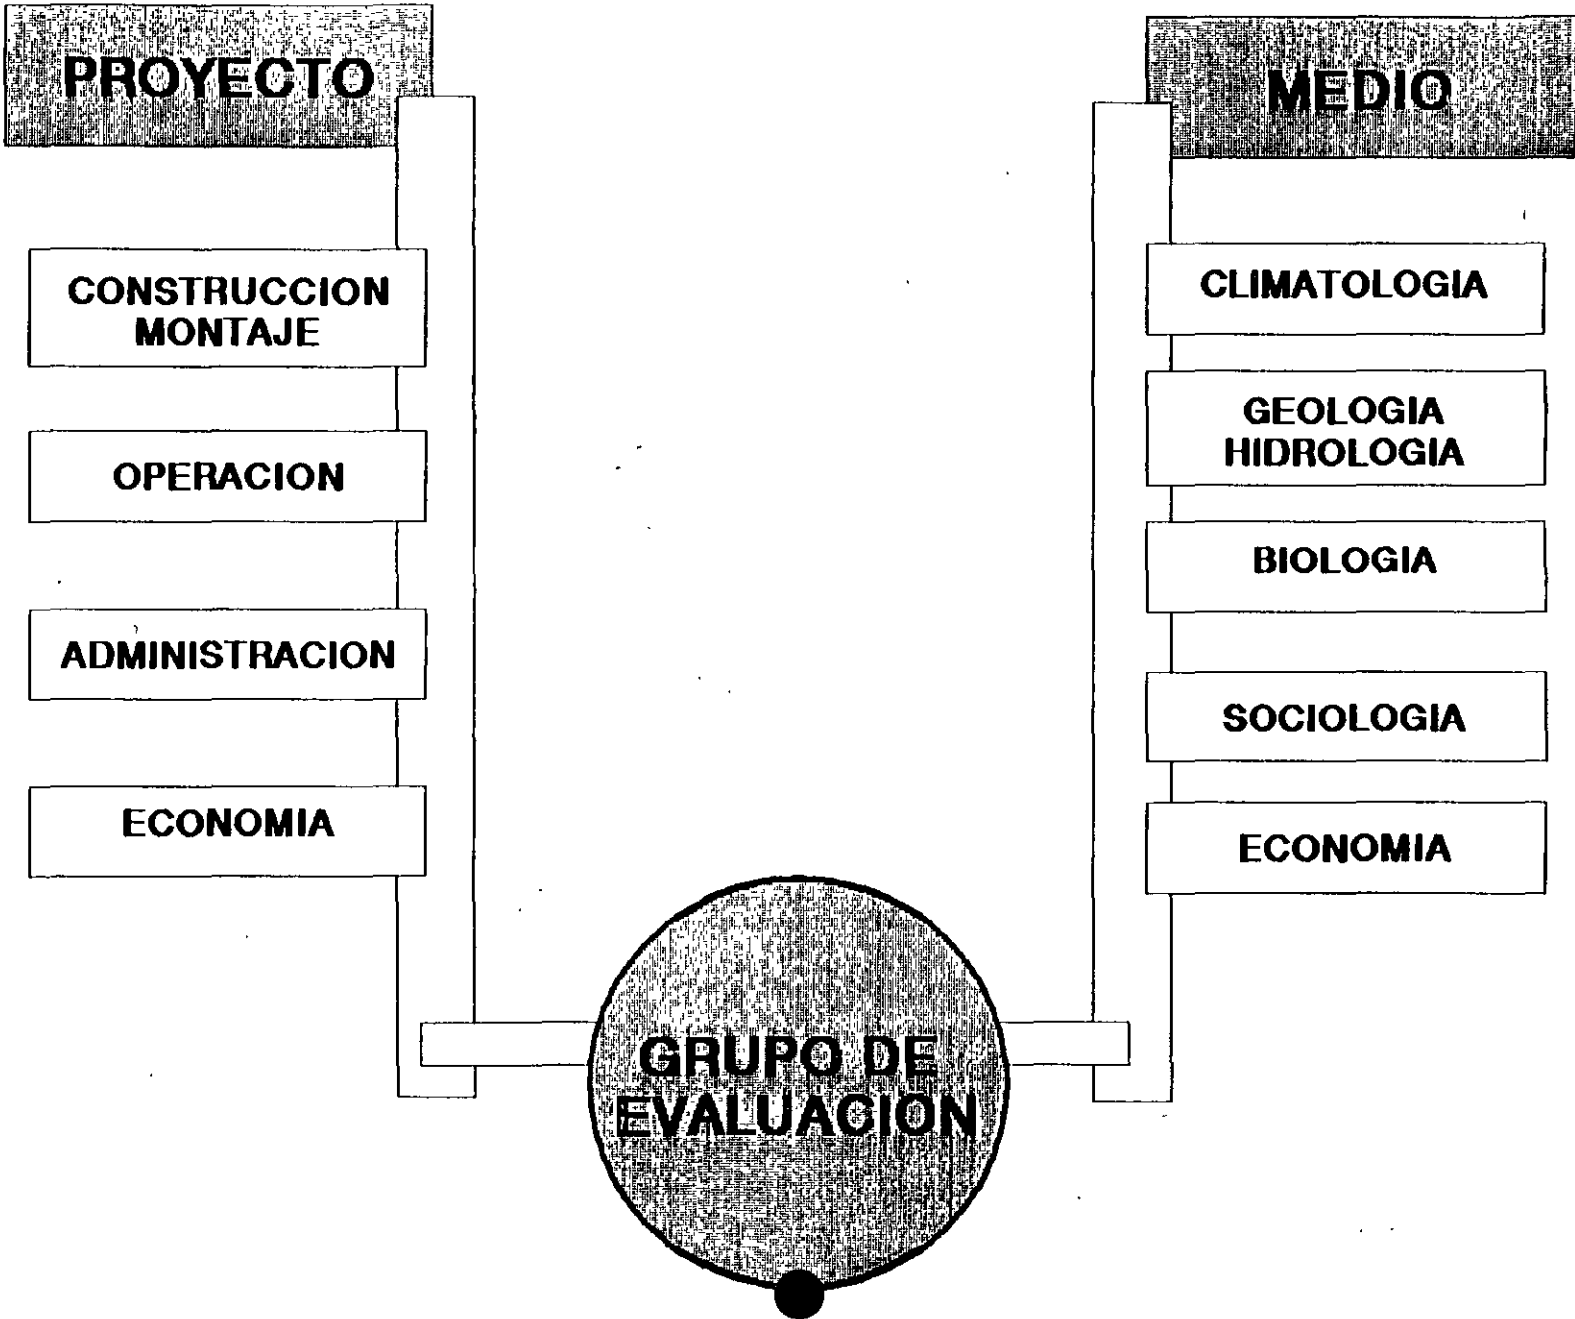 PROYECTO
CONSTRUCCION
MONTAJE
OPERACION
ADMINISTRACION
ECONOMIA
MEDIO
CLIMATOLOGIA
GEOLOGIA
HIDROLOGIA
BIOLOGIA
SOCIOLOGIA
ECONOMIA
GRUPO DE
EVALUACION